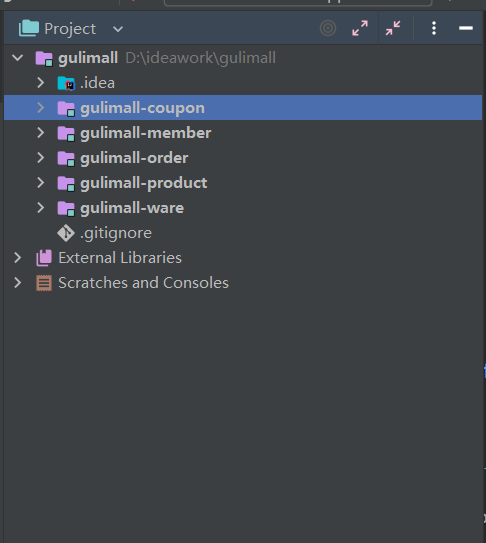 Project
gulimall D:\ideawork\gulimall
.idea
gulimall-coupon
gulimall-member
gulimall-order
gulimall-product
gulimall-ware
.gitignore
External Libraries
Scratches and Consoles